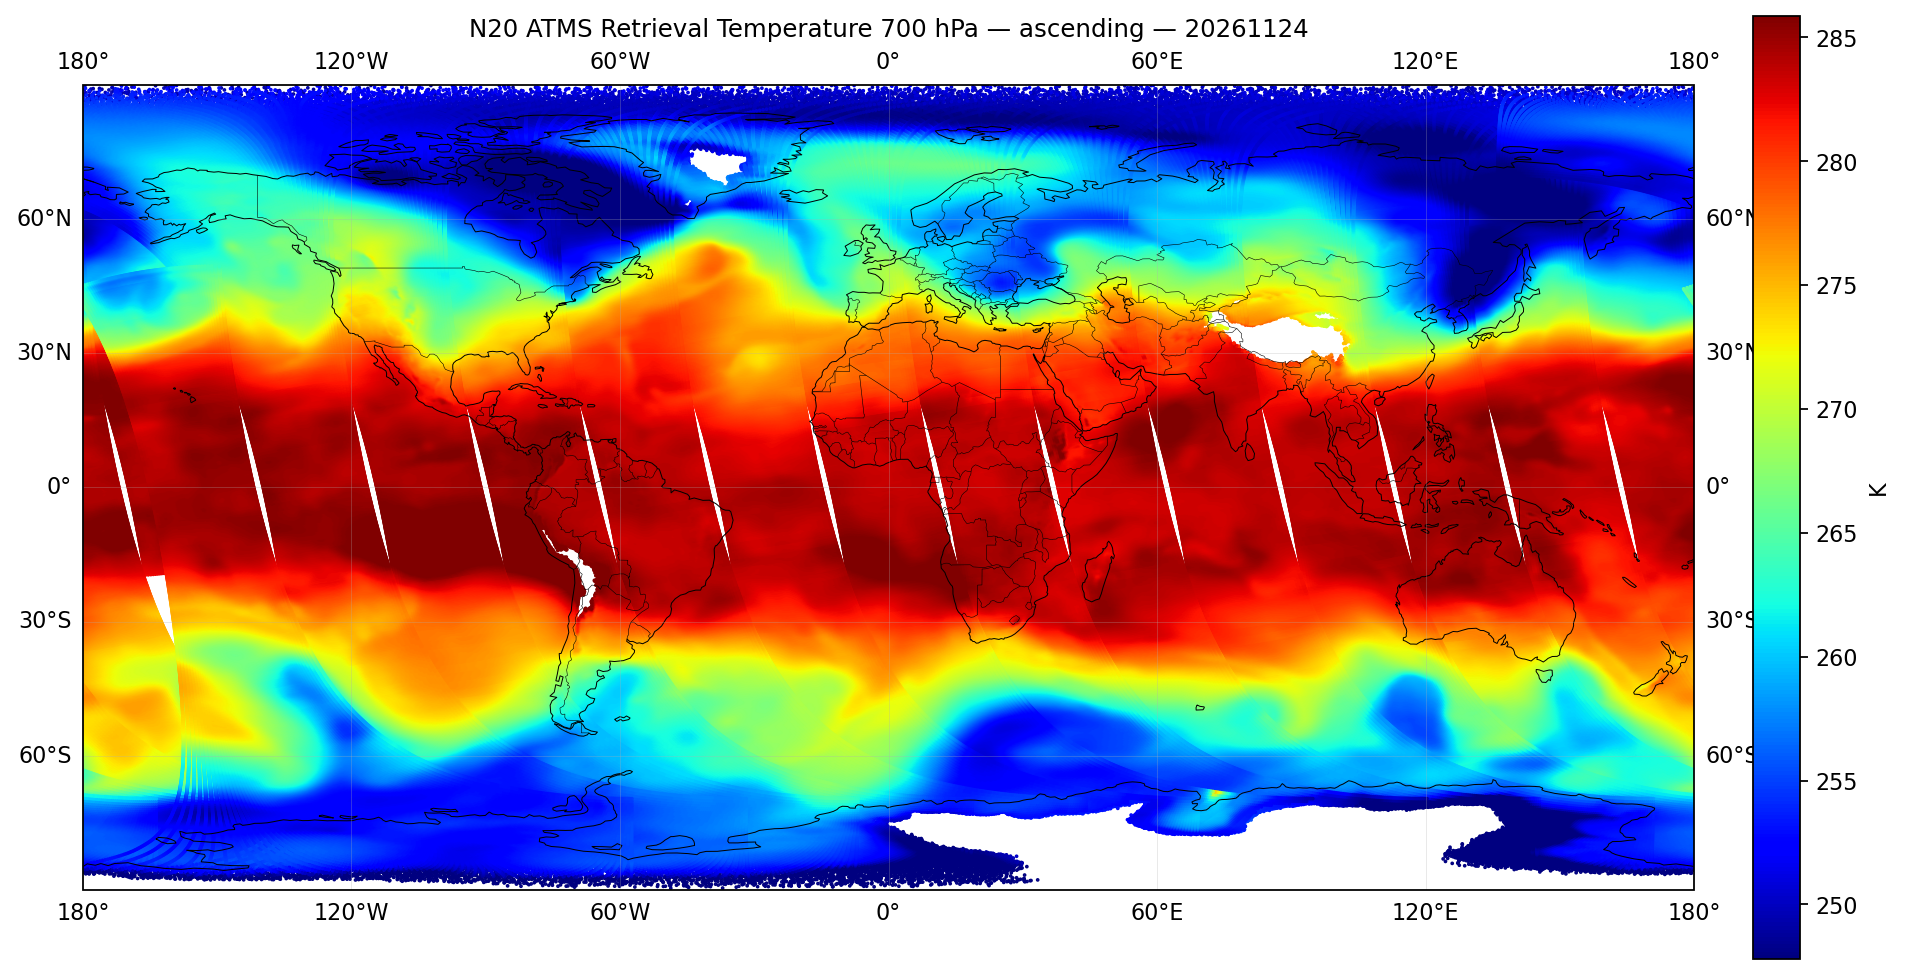 N20 ATMS Retrieval Temperature 700 hPa — ascending — 20261124
180° 120°W 60°W 0° 60°E 120°E 180°
60°N 60°N
30°N 30°N
0° 0°
30°S 30°S
60°S 60°S
180° 120°W 60°W 0° 60°E 120°E 180°
285
280
275
270
265
260
255
250
K